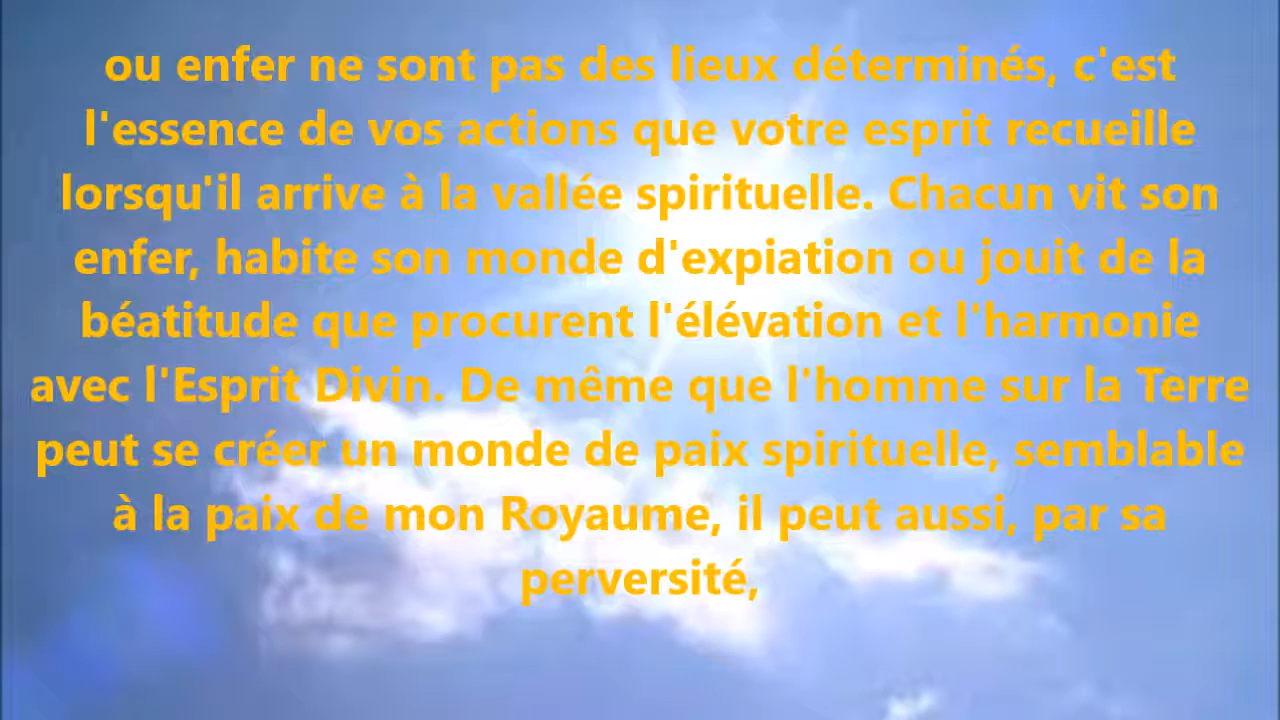 ou enfer ne sont pas des lieux déterminés, c'est
l'essence de vos actions que votre esprit recueille
lorsqu'il arrive à la vallée spirituelle. Chacun vit son
enfer, habite son monde d'expiation ou jouit de la
béatitude que procurent l'élévation et l'harmonie
avec l'Esprit Divin. De même que l'homme sur la Terre
peut se créer un monde de paix spirituelle, semblable
à la paix de mon Royaume, il peut aussi, par sa
perversité,